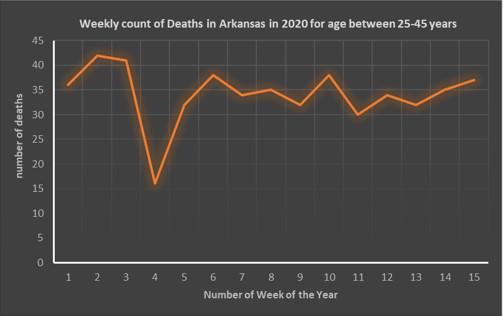 Weekly count of Deaths in Arkansas in 2020 for age between 25-45 years
number of deaths
45
40
35
30
25
20
15
10
5
0
1 2 3 4 5 6 7 8 9 10 11 12 13 14 15
Number of Week of the Year